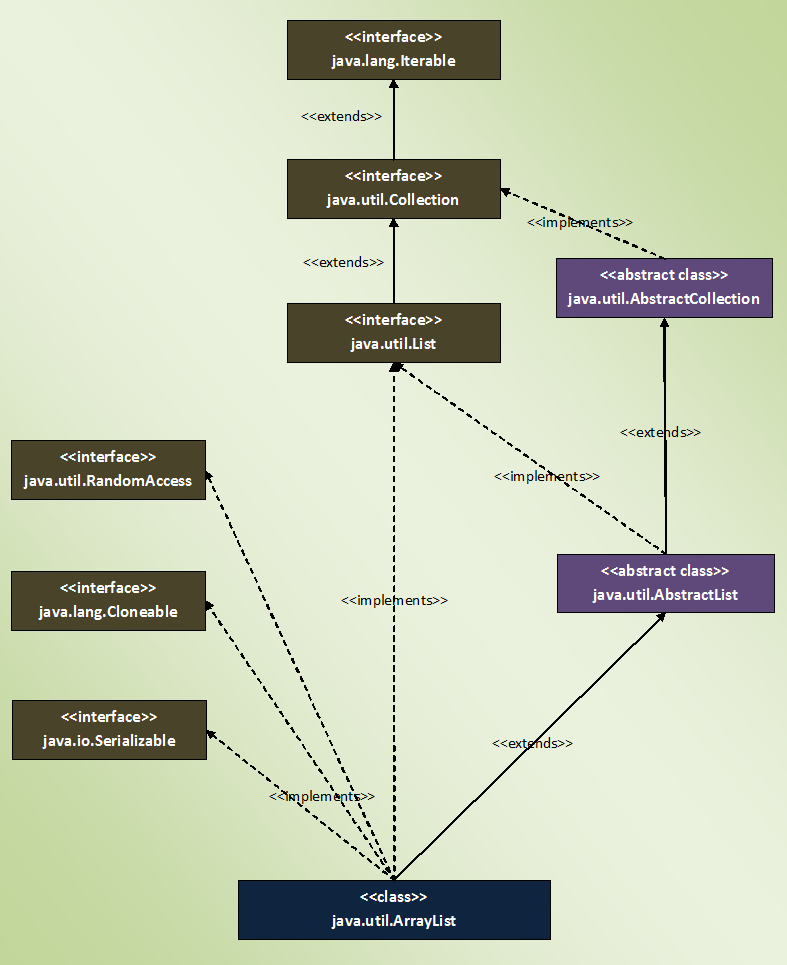 <<interface>>
java.lang.Iterable
<<extends>>
<<interface>>
java.util.Collection
<<implements>>
<<extends>>
<<abstract class>>
java.util.AbstractCollection
<<interface>>
java.util.List
<<extends>>
<<interface>>
java.util.RandomAccess
<<implements>>
<<abstract class>>
java.util.AbstractList
<<interface>>
java.lang.Cloneable
<<implements>>
<<interface>>
java.io.Serializable
<<extends>>
<<implements>>
<<class>>
java.util.ArrayList